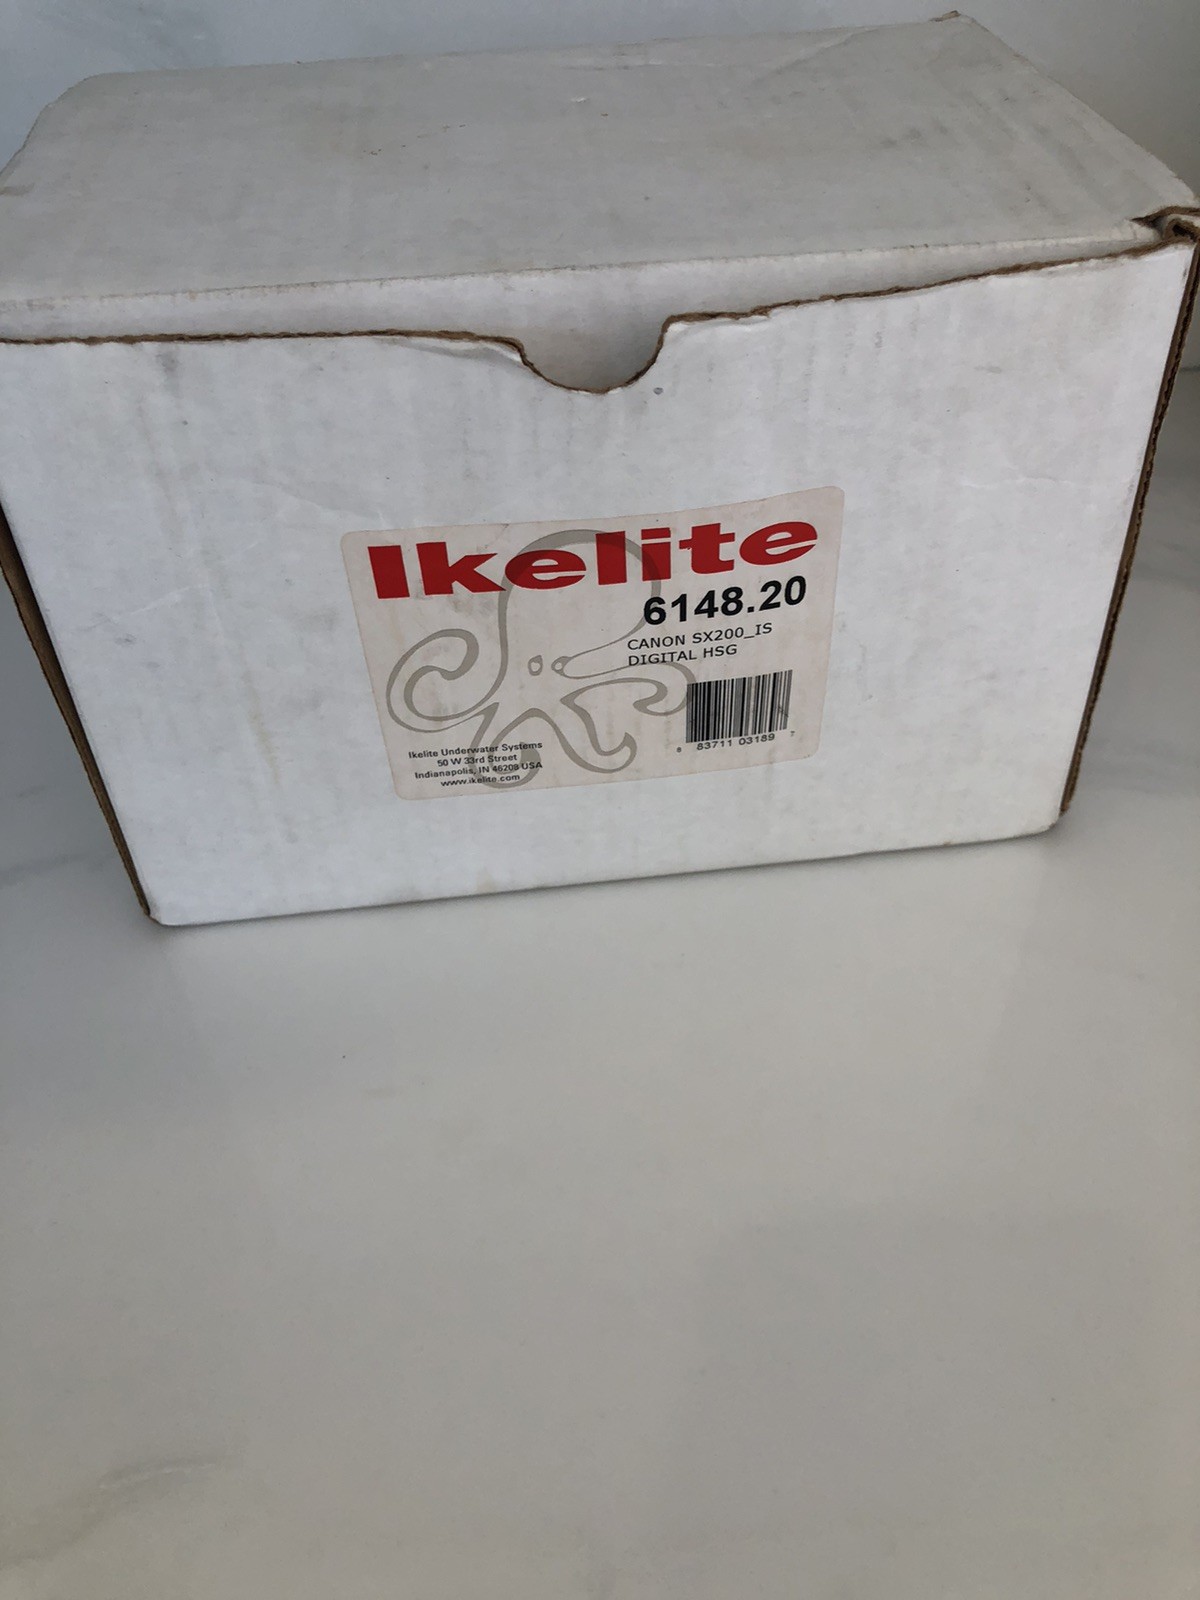 Ikelite
6148.20
CANON SX200_IS
DIGITAL HSG
6 83711 03189 7
Ikelite Underwater Systems
50 W 33rd Street
Indianapolis, IN 46208 USA
www.ikelite.com